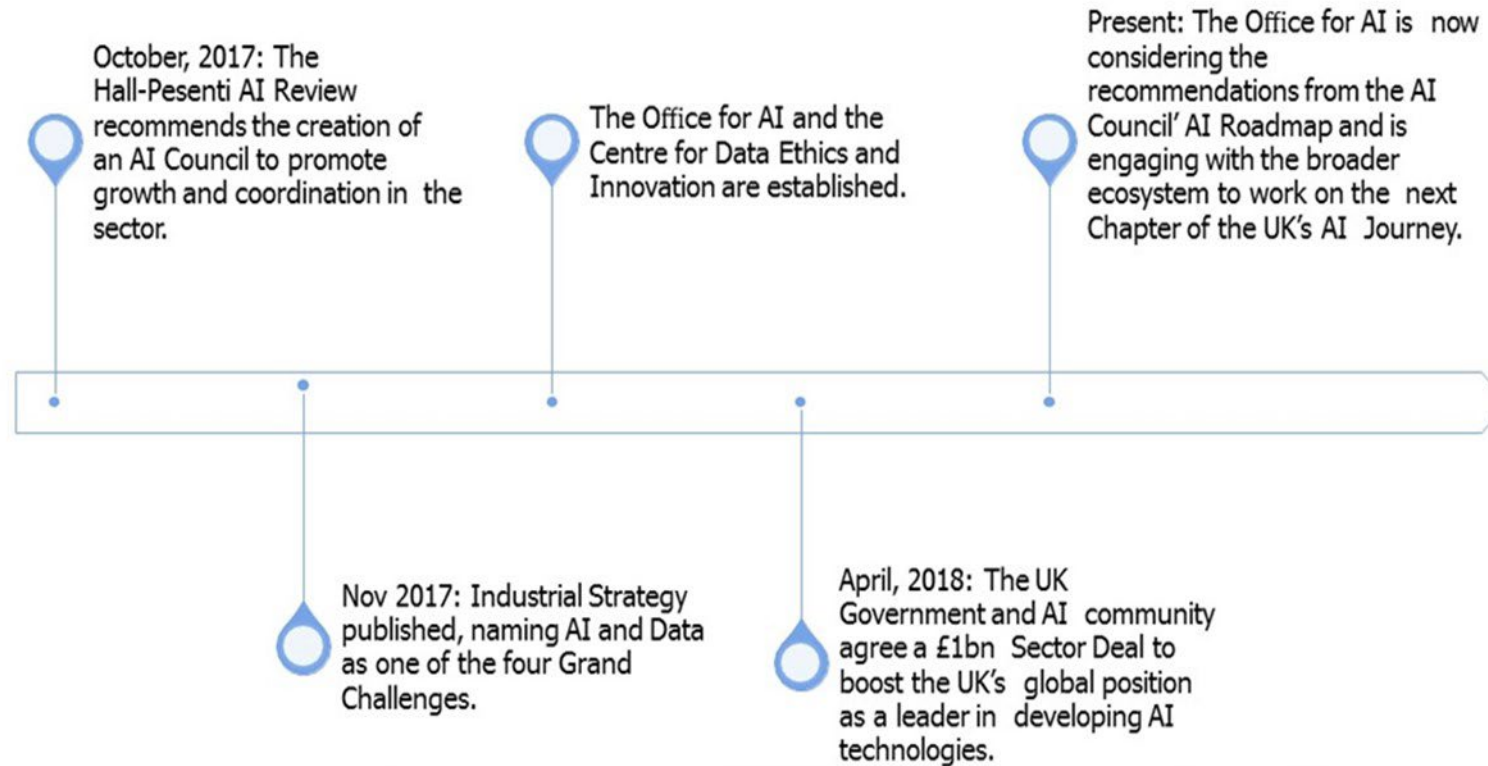 October, 2017: The
Hall-Pesenti AI Review
recommends the creation of
an AI Council to promote
growth and coordination in the
sector.
Nov 2017: Industrial Strategy
published, naming AI and Data
as one of the four Grand
Challenges.
The Office for AI and the
Centre for Data Ethics and
Innovation are established.
April, 2018: The UK
Government and AI community
agree a £1bn Sector Deal to
boost the UK's global position
as a leader in developing AI
technologies.
Present: The Office for AI is now
considering the
recommendations from the AI
Council' AI Roadmap and is
engaging with the broader
ecosystem to work on the next
Chapter of the UK's AI Journey.